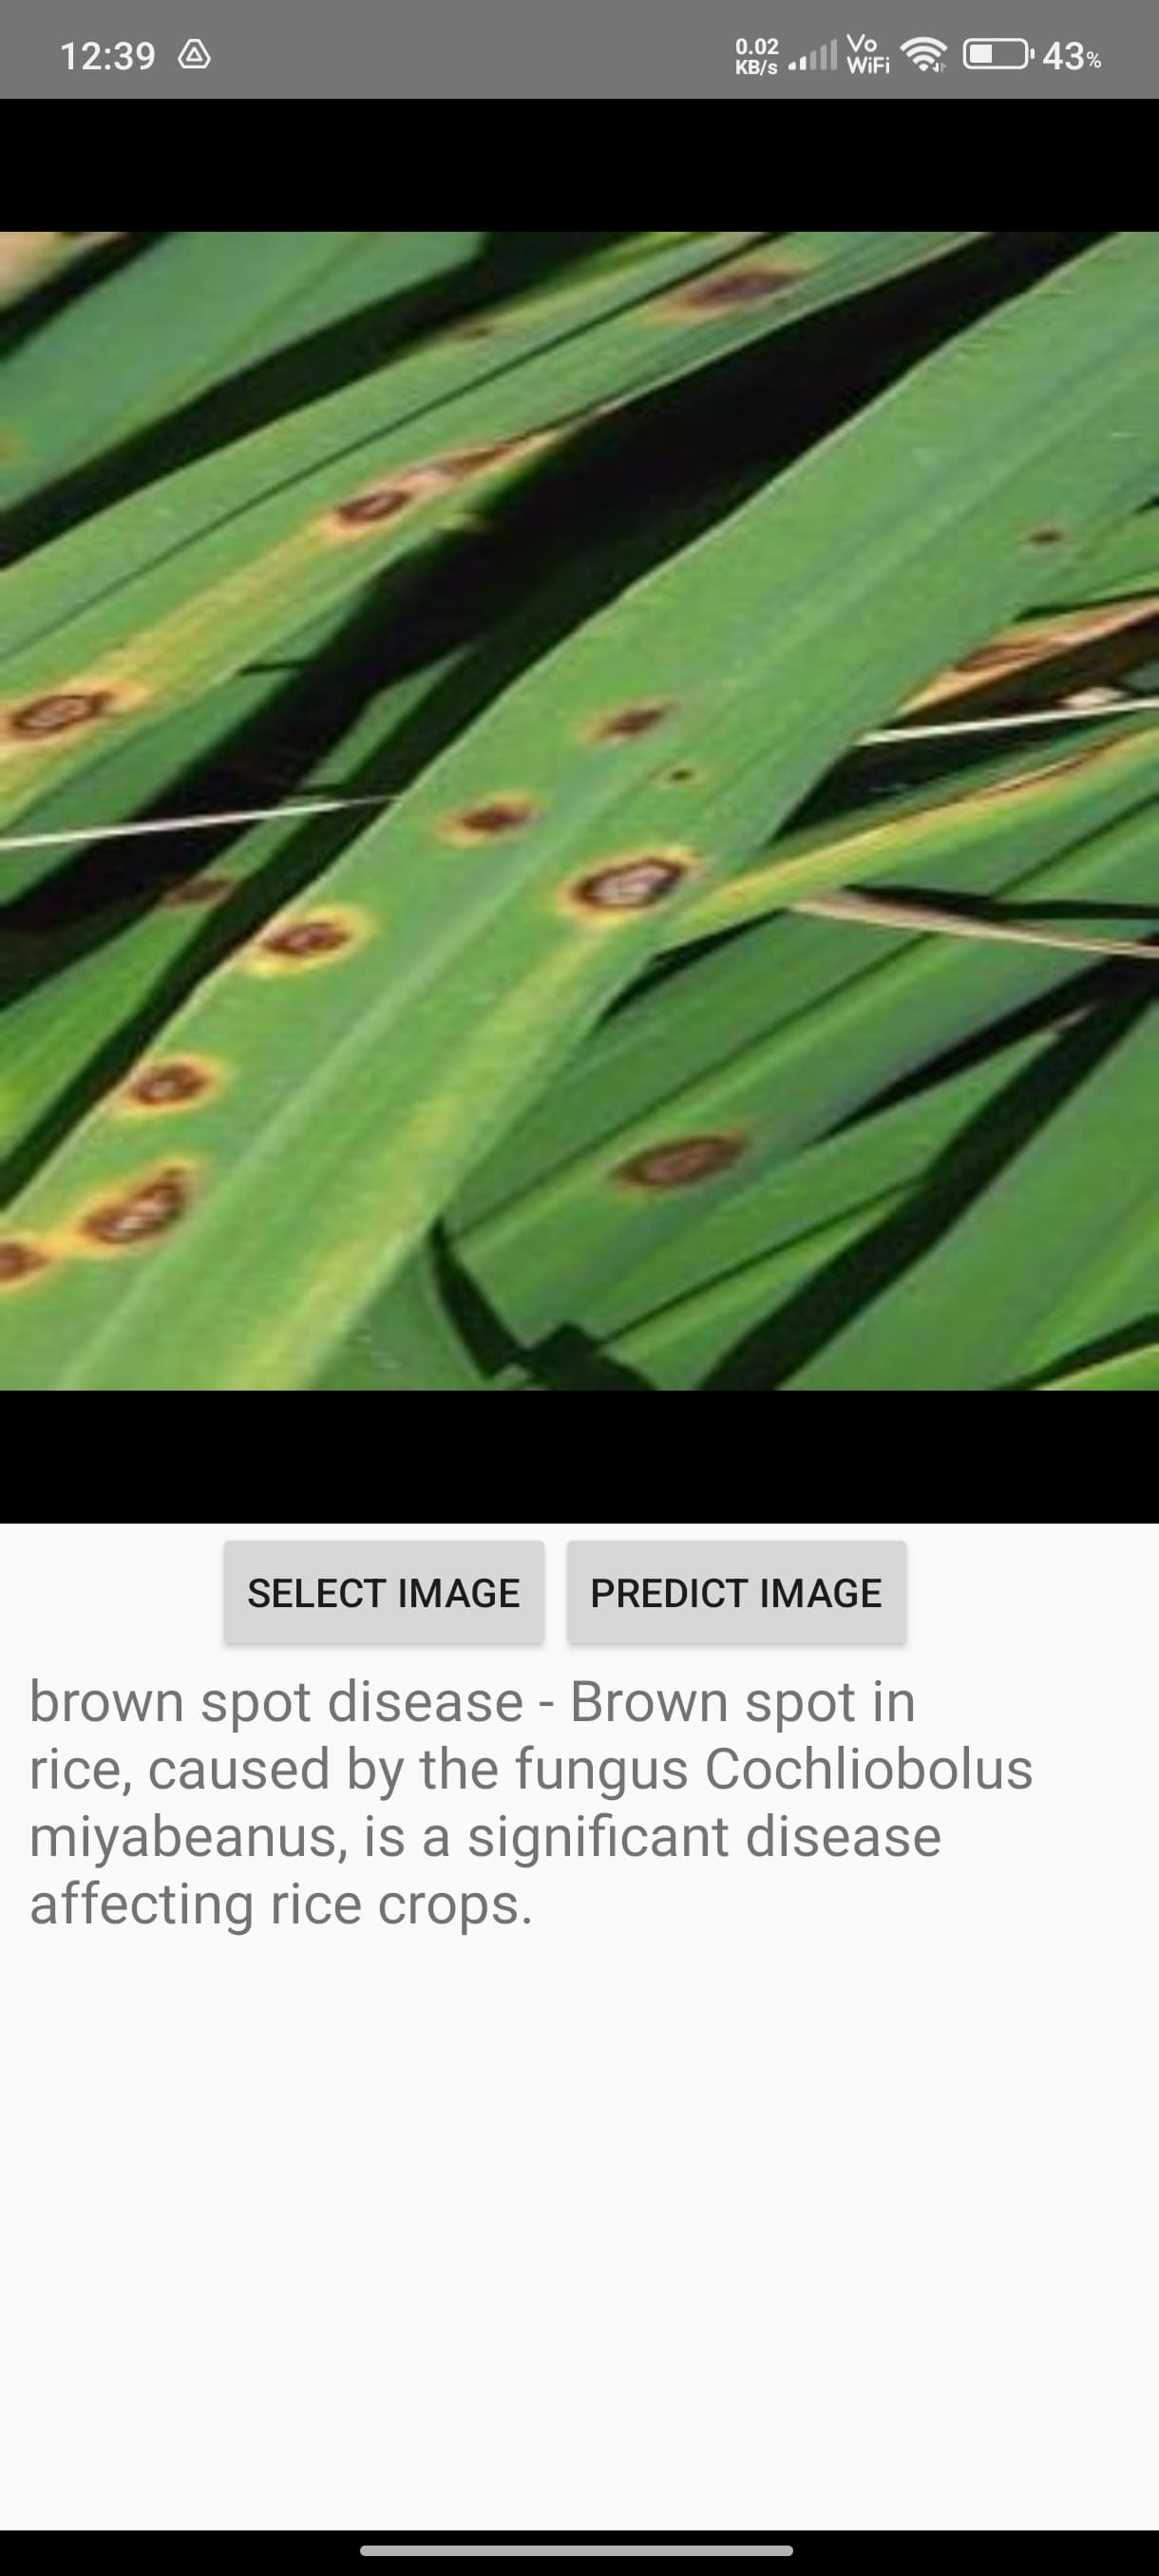 12:39
0.02 KB/s Vo WiFi 43%
SELECT IMAGE PREDICT IMAGE
brown spot disease - Brown spot in
rice, caused by the fungus Cochliobolus
miyabeanus, is a significant disease
affecting rice crops.